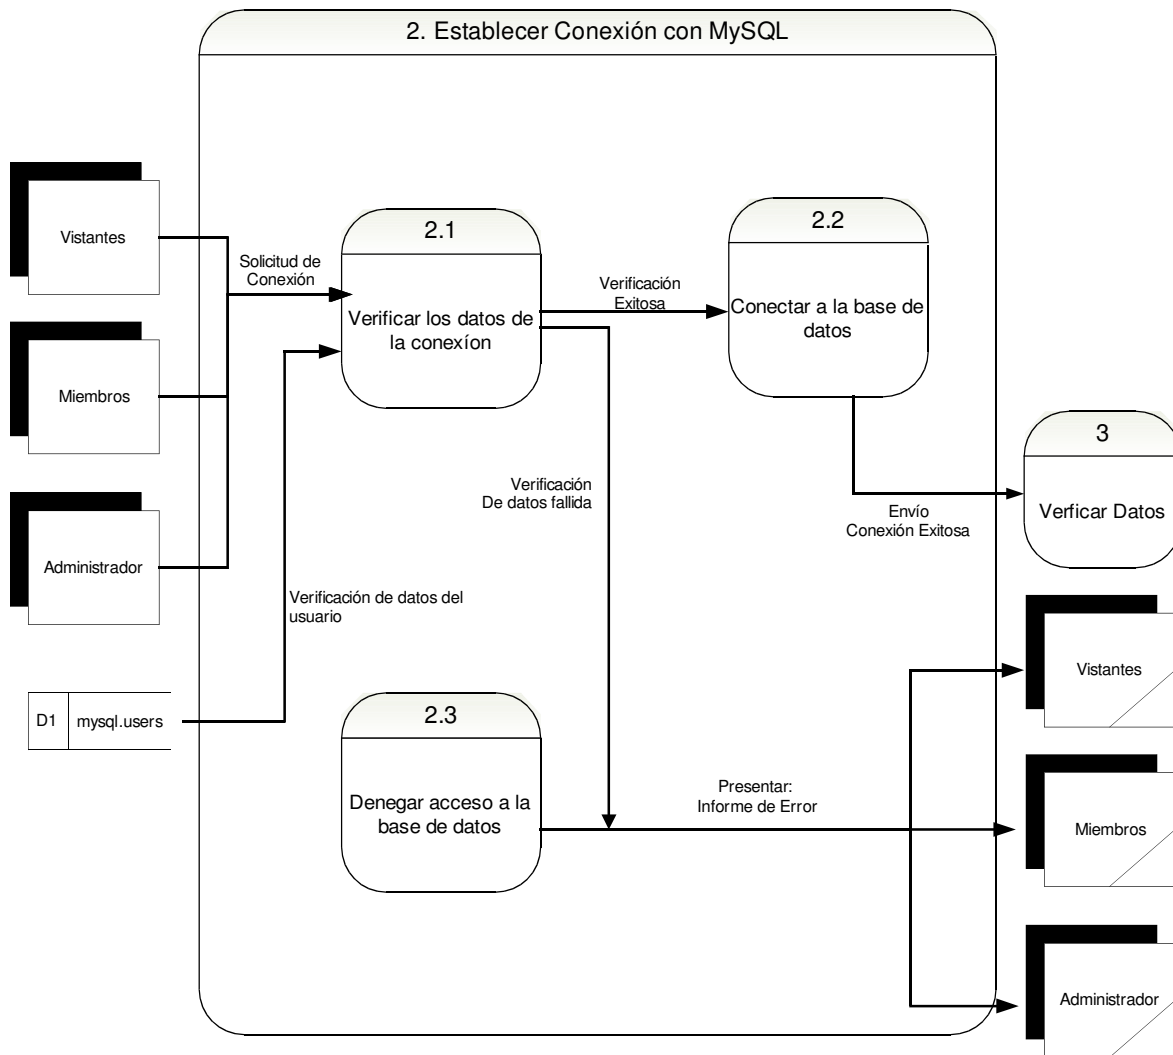 2. Establecer Conexión con MySQL
Vistantes
Miembros
Administrador
D1 mysql.users
Solicitud de
Conexión
2.1
Verificar los datos de
la conexíon
Verificación
Exitosa
2.2
Conectar a la base de
datos
Verificación
De datos fallida
Envío
Conexión Exitosa
3
Verficar Datos
Verificación de datos del
usuario
2.3
Denegar acceso a la
base de datos
Presentar:
Informe de Error
Vistantes
Miembros
Administrador